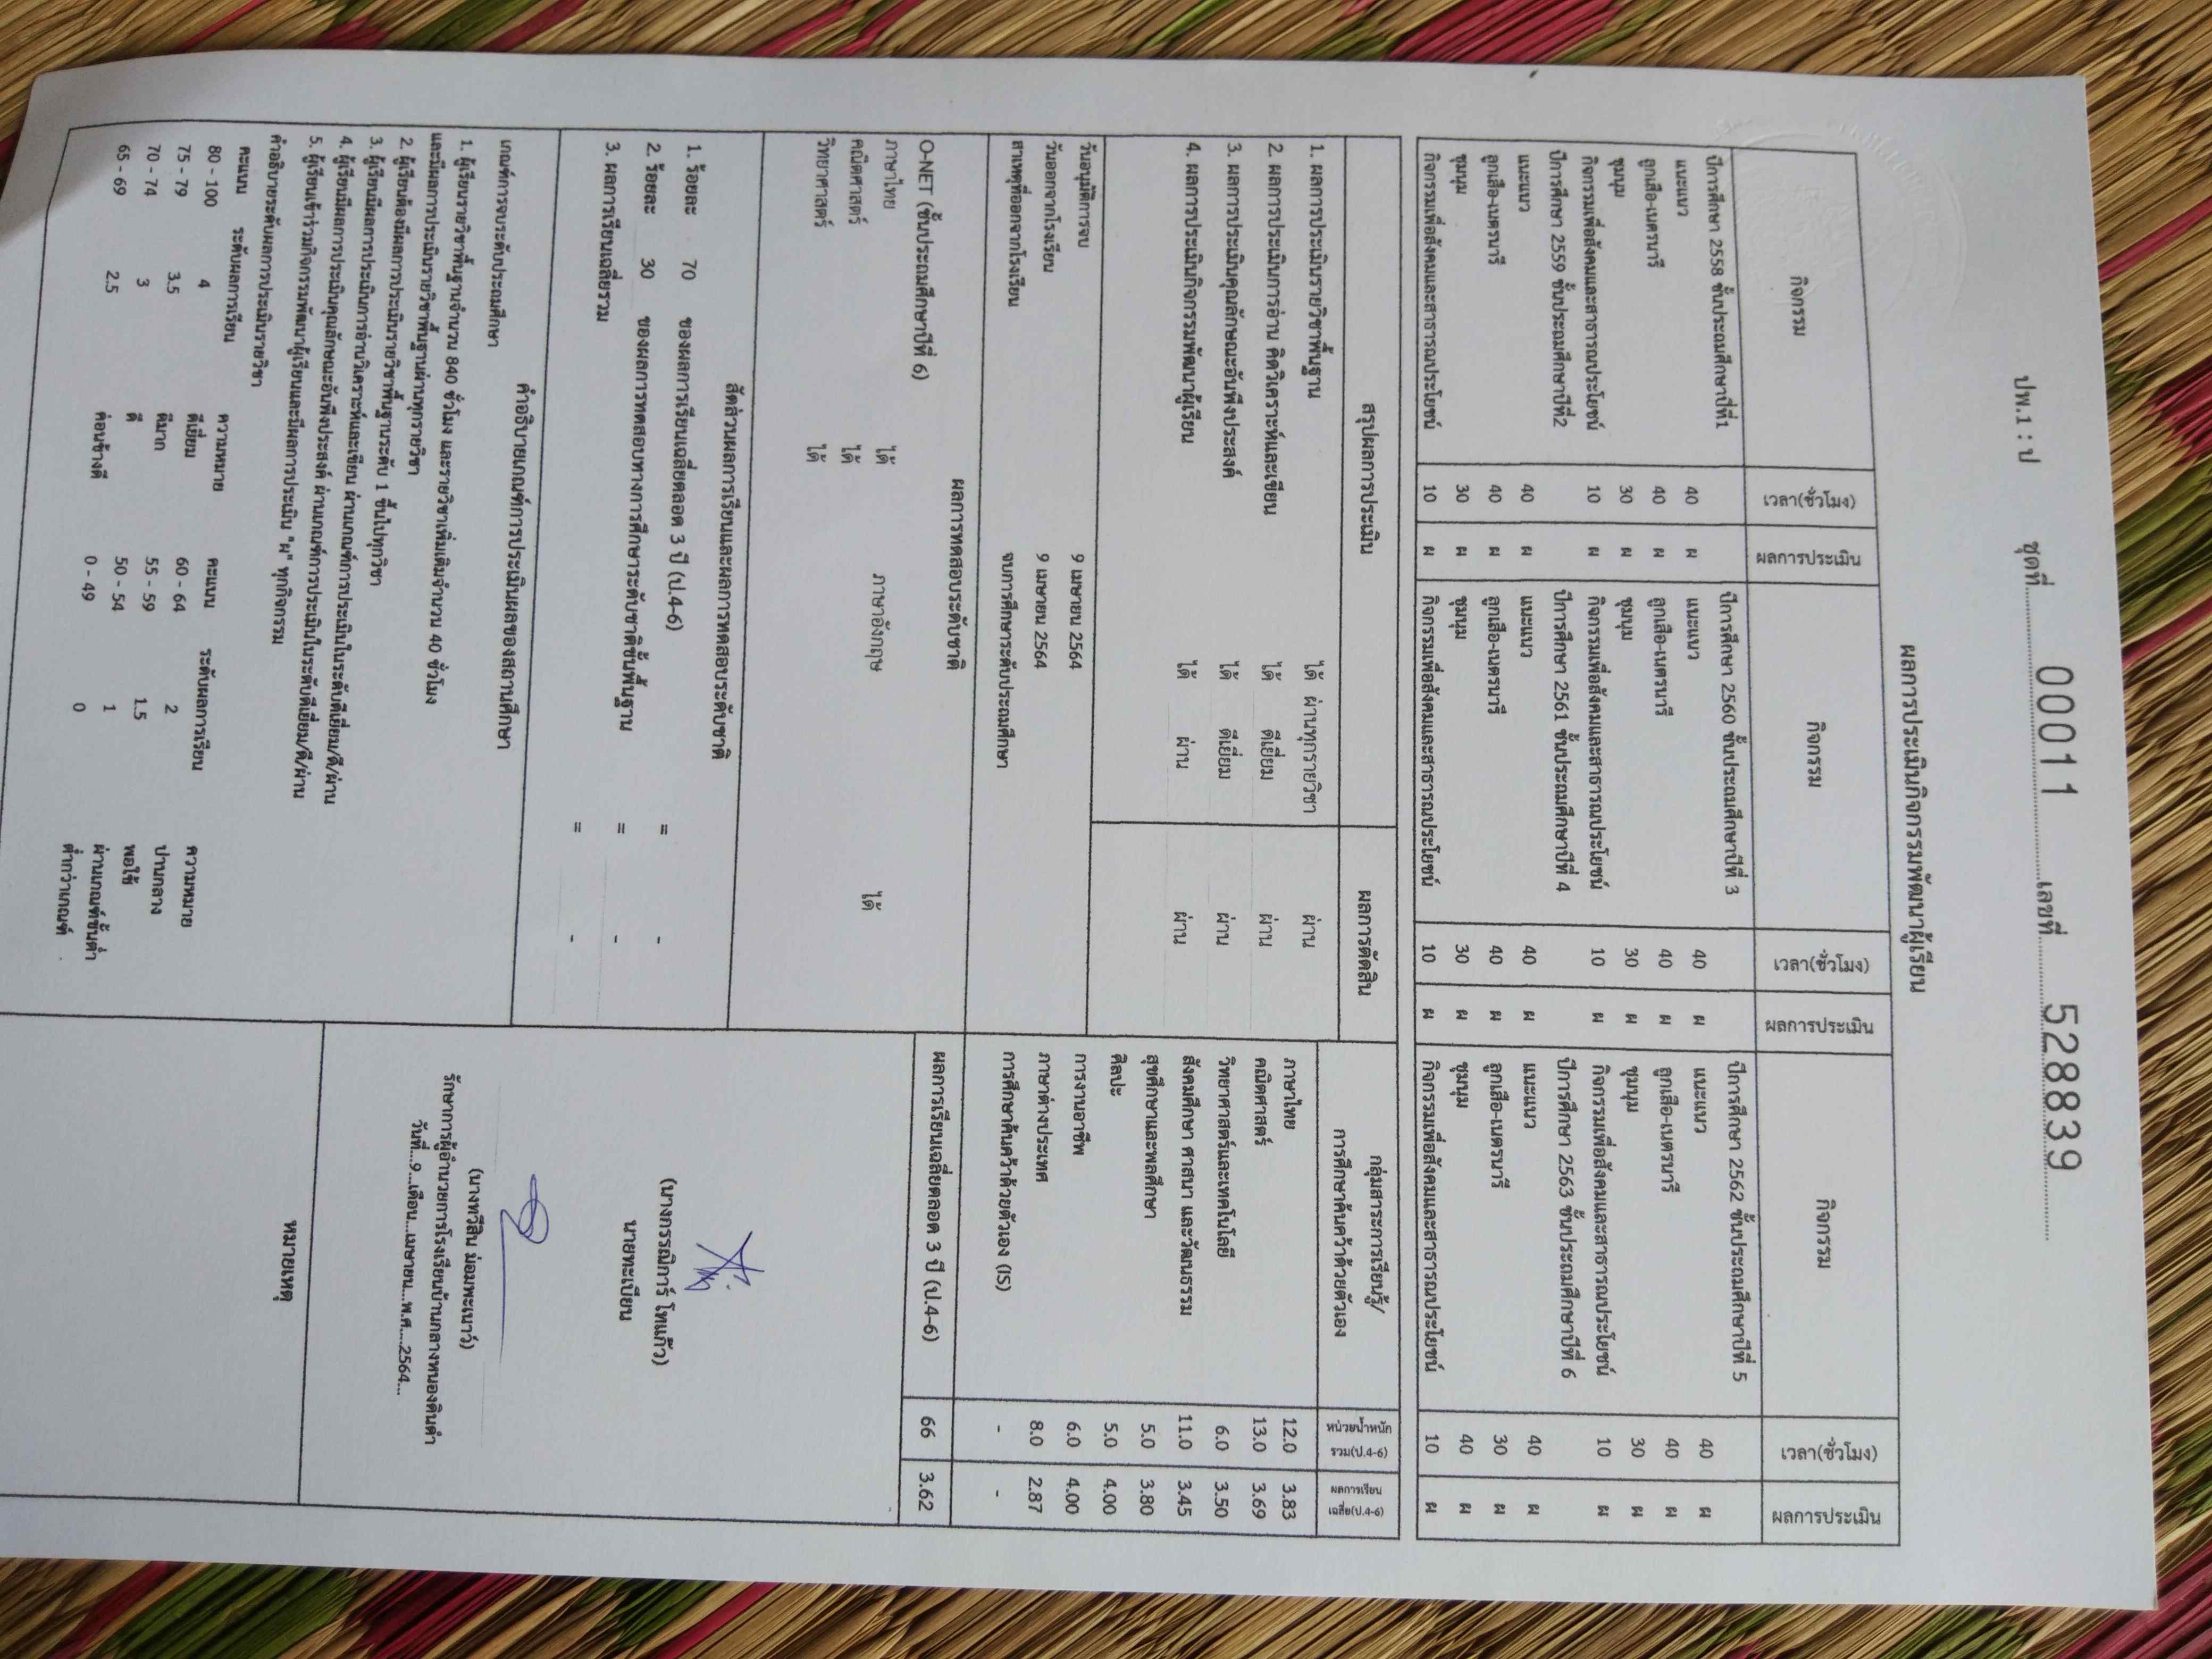 ปพ.1 : ป ชุดที่ 00011 เลขที่ 528839
ผลการประเมินกิจกรรมพัฒนาผู้เรียน
กิจกรรม เวลา(ชั่วโมง) ผลการประเมิน กิจกรรม เวลา(ชั่วโมง) ผลการประเมิน กิจกรรม เวลา(ชั่วโมง) ผลการประเมิน
ปีการศึกษา 2558 ชั้นประถมศึกษาปีที่1 ปีการศึกษา 2560 ชั้นประถมศึกษาปีที่ 3 ปีการศึกษา 2562 ชั้นประถมศึกษาปีที่ 5
แนะแนว 40 ผ แนะแนว 40 ผ แนะแนว 40 ผ
ลูกเสือ-เนตรนารี 40 ผ ลูกเสือ-เนตรนารี 40 ผ ลูกเสือ-เนตรนารี 40 ผ
ชุมนุม 30 ผ ชุมนุม 30 ผ ชุมนุม 30 ผ
กิจกรรมเพื่อสังคมและสาธารณประโยชน์ 10 ผ กิจกรรมเพื่อสังคมและสาธารณประโยชน์ 10 ผ กิจกรรมเพื่อสังคมและสาธารณประโยชน์ 10 ผ
ปีการศึกษา 2559 ชั้นประถมศึกษาปีที่2 ปีการศึกษา 2561 ชั้นประถมศึกษาปีที่ 4 ปีการศึกษา 2563 ชั้นประถมศึกษาปีที่ 6
แนะแนว 40 ผ แนะแนว 40 ผ แนะแนว 40 ผ
ลูกเสือ-เนตรนารี 40 ผ ลูกเสือ-เนตรนารี 40 ผ ลูกเสือ-เนตรนารี 30 ผ
ชุมนุม 30 ผ ชุมนุม 30 ผ ชุมนุม 40 ผ
กิจกรรมเพื่อสังคมและสาธารณประโยชน์ 10 ผ กิจกรรมเพื่อสังคมและสาธารณประโยชน์ 10 ผ กิจกรรมเพื่อสังคมและสาธารณประโยชน์ 10 ผ
สรุปผลการประเมิน ผลการตัดสิน
1. ผลการประเมินรายวิชาพื้นฐาน ได้ ผ่านทุกรายวิชา ผ่าน
2. ผลการประเมินการอ่าน คิดวิเคราะห์และเขียน ได้ ดีเยี่ยม ผ่าน
3. ผลการประเมินคุณลักษณะอันพึงประสงค์ ได้ ดีเยี่ยม ผ่าน
4. ผลการประเมินกิจกรรมพัฒนาผู้เรียน ได้ ผ่าน ผ่าน
วันอนุมัติการจบ 9 เมษายน 2564
วันออกจากโรงเรียน 9 เมษายน 2564
สาเหตุที่ออกจากโรงเรียน จบการศึกษาระดับประถมศึกษา
ผลการทดสอบระดับชาติ
O-NET (ชั้นประถมศึกษาปีที่ 6)
ภาษาไทย ได้ ภาษาอังกฤษ ได้
คณิตศาสตร์ ได้
วิทยาศาสตร์ ได้
สัดส่วนผลการเรียนและผลการทดสอบระดับชาติ
1. ร้อยละ 70 ของผลการเรียนเฉลี่ยตลอด 3 ปี (ป.4-6) = -
2. ร้อยละ 30 ของผลการทดสอบทางการศึกษาระดับชาติขั้นพื้นฐาน = -
3. ผลการเรียนเฉลี่ยรวม = -
คำอธิบายเกณฑ์การประเมินผลของสถานศึกษา
เกณฑ์การจบระดับประถมศึกษา
1. ผู้เรียนรายวิชาพื้นฐานจำนวน 840 ชั่วโมง และรายวิชาเพิ่มเติมจำนวน 40 ชั่วโมง
และมีผลการประเมินรายวิชาพื้นฐานผ่านทุกรายวิชา
2. ผู้เรียนต้องมีผลการประเมินรายวิชาพื้นฐานระดับ 1 ขึ้นไปทุกวิชา
3. ผู้เรียนมีผลการประเมินการอ่านวิเคราะห์และเขียน ผ่านเกณฑ์การประเมินในระดับดีเยี่ยม/ดี/ผ่าน
4. ผู้เรียนมีผลการประเมินคุณลักษณะอันพึงประสงค์ ผ่านเกณฑ์การประเมินในระดับดีเยี่ยม/ดี/ผ่าน
5. ผู้เรียนเข้าร่วมกิจกรรมพัฒนาผู้เรียนและมีผลการประเมิน "ผ" ทุกกิจกรรม
คำอธิบายระดับผลการประเมินรายวิชา
คะแนน ระดับผลการเรียน ความหมาย คะแนน ระดับผลการเรียน ความหมาย
80 - 100 4 ดีเยี่ยม 60 - 64 2 ปานกลาง
75 - 79 3.5 ดีมาก 55 - 59 1.5 พอใช้
70 - 74 3 ดี 50 - 54 1 ผ่านเกณฑ์ขั้นต่ำ
65 - 69 2.5 ค่อนข้างดี 0 - 49 0 ต่ำกว่าเกณฑ์
กลุ่มสาระการเรียนรู้/ หน่วยน้ำหนัก ผลการเรียน
การศึกษาค้นคว้าด้วยตัวเอง รวม(ป.4-6) เฉลี่ย(ป.4-6)
ภาษาไทย 12.0 3.83
คณิตศาสตร์ 13.0 3.69
วิทยาศาสตร์และเทคโนโลยี 6.0 3.50
สังคมศึกษา ศาสนา และวัฒนธรรม 11.0 3.45
สุขศึกษาและพลศึกษา 5.0 3.80
ศิลปะ 5.0 4.00
การงานอาชีพ 6.0 4.00
ภาษาต่างประเทศ 8.0 2.87
การศึกษาค้นคว้าด้วยตัวเอง (IS) - -
ผลการเรียนเฉลี่ยตลอด 3 ปี (ป.4-6) 66 3.62
(นางกรรณิการ์ โทแก้ว)
นายทะเบียน
(นางทวีสิน ม่อมพะเนาว์)
รักษาการผู้อำนวยการโรงเรียนบ้านกลางหนองดินดำ
วันที่...9...เดือน...เมษายน...พ.ศ....2564...
หมายเหตุ